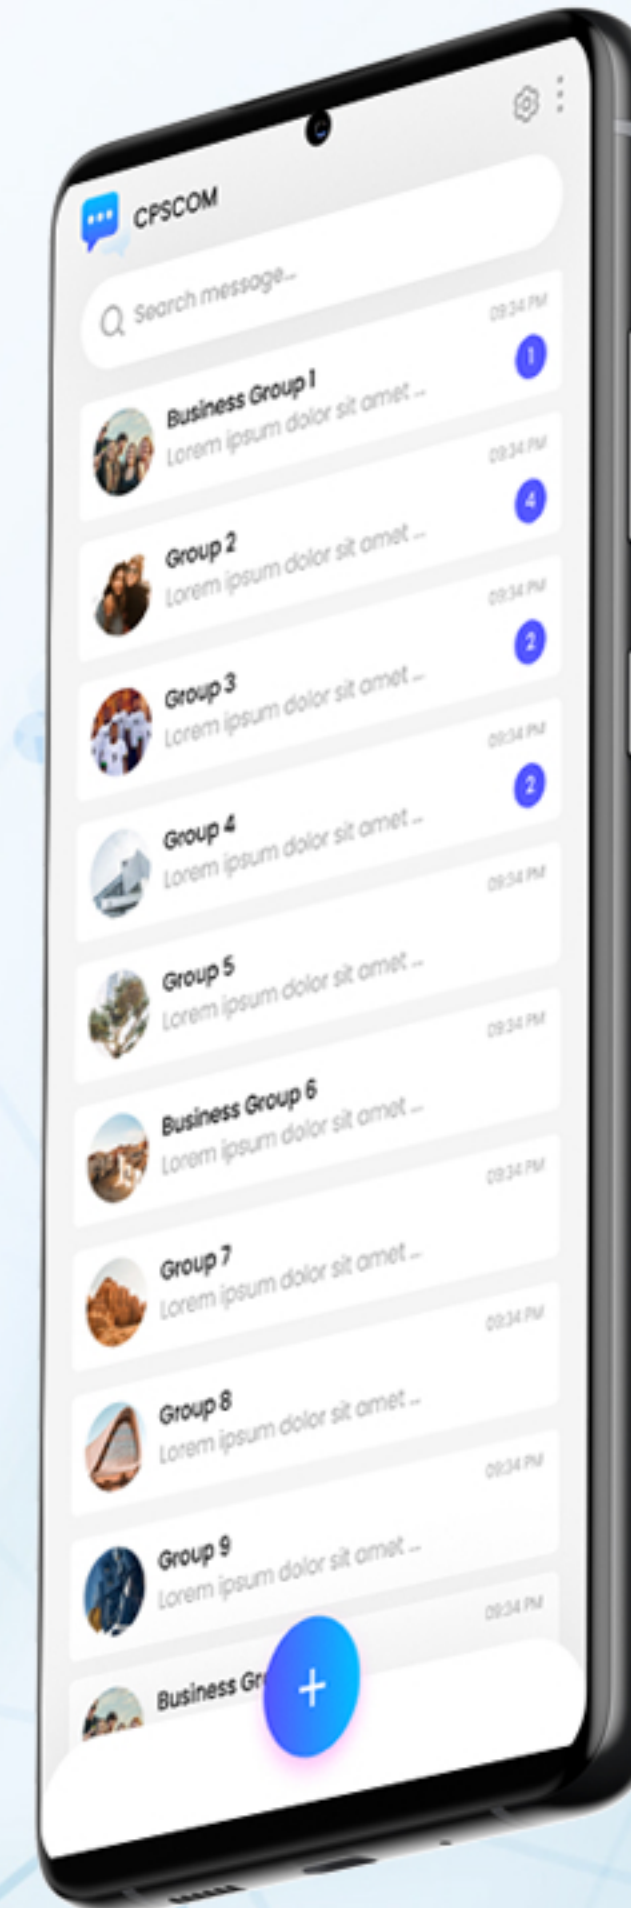 CPSCOM
Search message...
Business Group 1
09:34 PM
Lorem ipsum dolor sit amet ...
1
Group 2
09:34 PM
Lorem ipsum dolor sit amet ...
4
Group 3
09:34 PM
Lorem ipsum dolor sit amet ...
2
Group 4
09:34 PM
Lorem ipsum dolor sit amet ...
2
Group 5
09:34 PM
Lorem ipsum dolor sit amet ...
Business Group 6
09:34 PM
Lorem ipsum dolor sit amet ...
Group 7
09:34 PM
Lorem ipsum dolor sit amet ...
Group 8
09:34 PM
Lorem ipsum dolor sit amet ...
Group 9
09:34 PM
Lorem ipsum dolor sit amet ...
Business Gr
09:34 PM
+